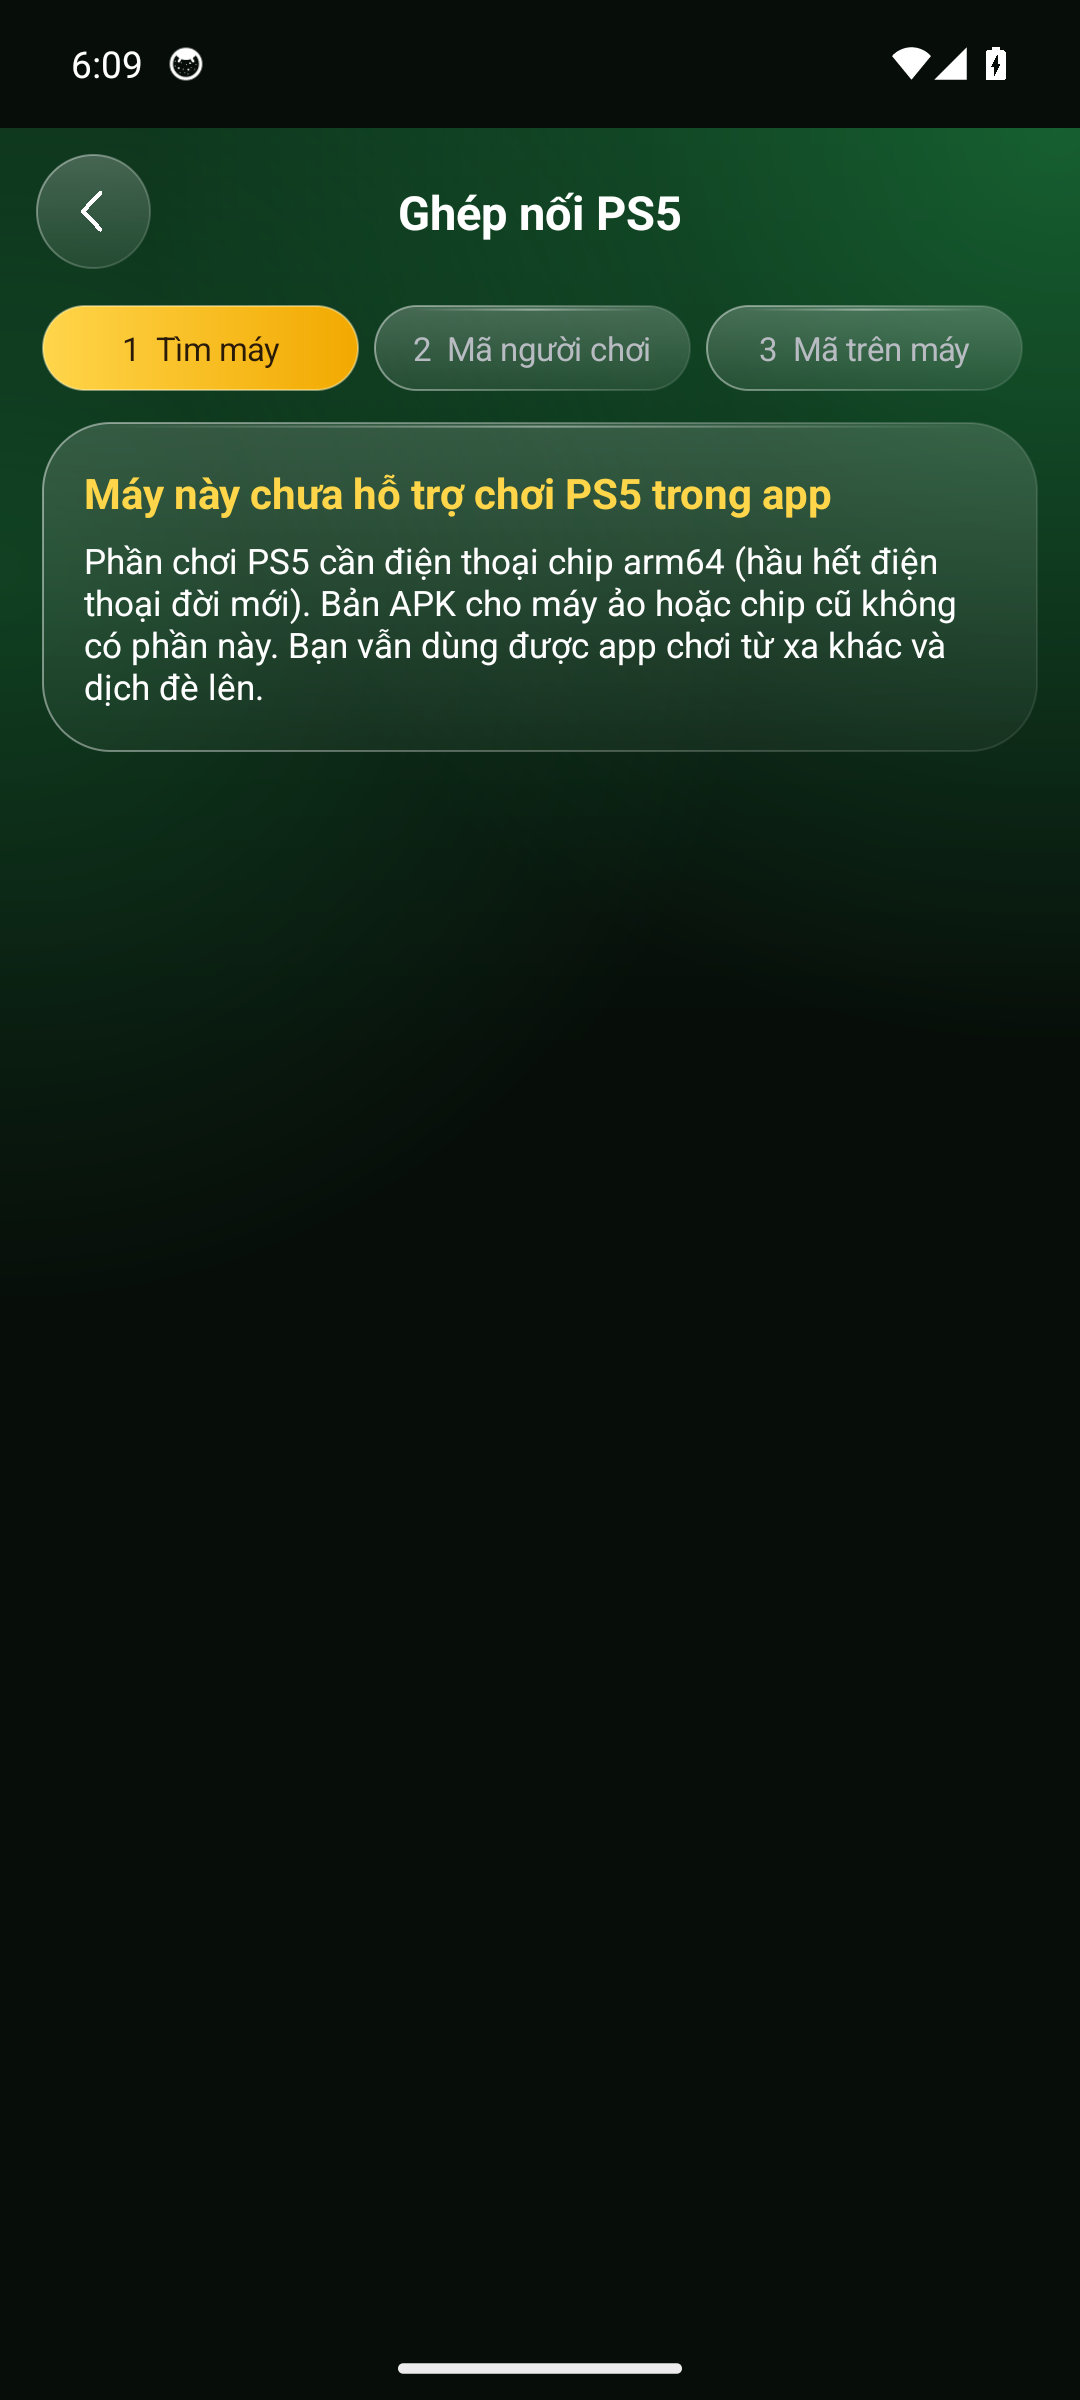 6:09
Ghép nối PS5
1 Tìm máy
2 Mã người chơi
3 Mã trên máy
Máy này chưa hỗ trợ chơi PS5 trong app
Phần chơi PS5 cần điện thoại chip arm64 (hầu hết điện
thoại đời mới). Bản APK cho máy ảo hoặc chip cũ không
có phần này. Bạn vẫn dùng được app chơi từ xa khác và
dịch đè lên.